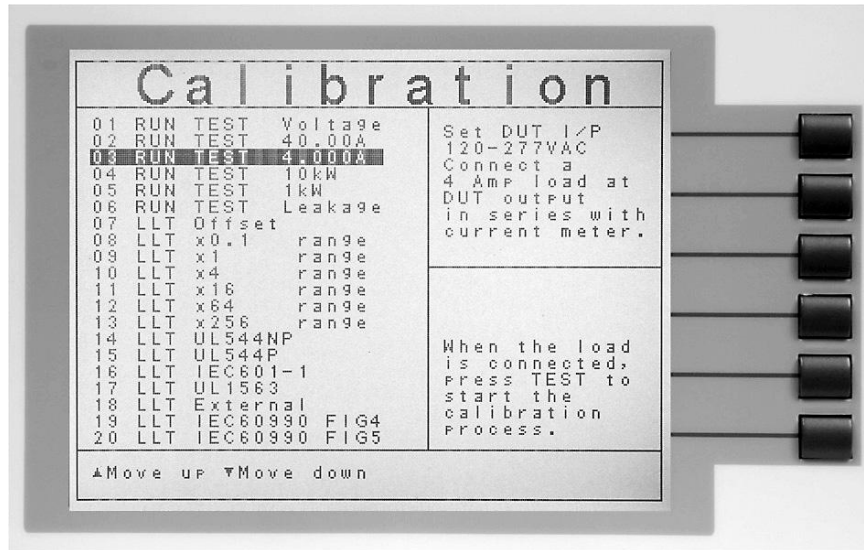 Calibration
01 RUN TEST Voltage
02 RUN TEST 40.00A
03 RUN TEST 4.000A
04 RUN TEST 10kW
05 RUN TEST 1kW
06 RUN TEST Leakage
07 LLT Offset
08 LLT x0.1 range
09 LLT x1 range
10 LLT x4 range
11 LLT x16 range
12 LLT x64 range
13 LLT x256 range
14 LLT UL544NP
15 LLT UL544P
16 LLT IEC601-1
17 LLT UL1563
18 LLT External
19 LLT IEC60990 FIG4
20 LLT IEC60990 FIG5
Set DUT I/P
120-277VAC
Connect a
4 Amp load at
DUT output
in series with
current meter.
When the load
is connected,
press TEST to
start the
calibration
process.
▲Move up ▼Move down